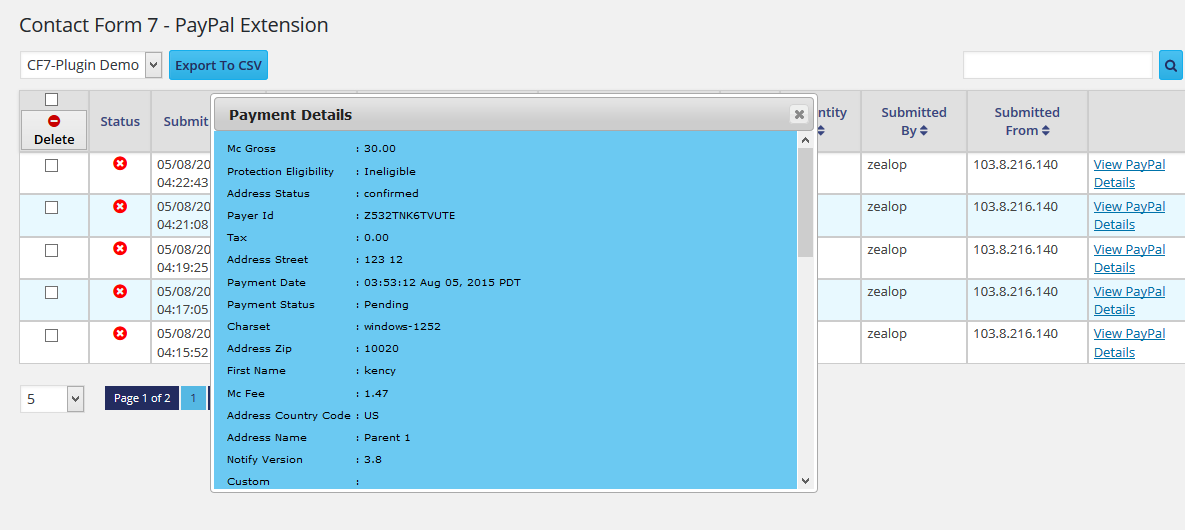 Contact Form 7 - PayPal Extension
CF7-Plugin Demo
Export To CSV
Delete
Status
Submit
ntity
Submitted
By
Submitted
From
Payment Details
Mc Gross : 30.00
Protection Eligibility : Ineligible
Address Status : confirmed
Payer Id : Z532TNK6TVUTE
Tax : 0.00
Address Street : 123 12
Payment Date : 03:53:12 Aug 05, 2015 PDT
Payment Status : Pending
Charset : windows-1252
Address Zip : 10020
First Name : kency
Mc Fee : 1.47
Address Country Code : US
Address Name : Parent 1
Notify Version : 3.8
Custom :
05/08/20
04:22:43
zealop
103.8.216.140
View PayPal
Details
05/08/20
04:21:08
zealop
103.8.216.140
View PayPal
Details
05/08/20
04:19:25
zealop
103.8.216.140
View PayPal
Details
05/08/20
04:17:05
zealop
103.8.216.140
View PayPal
Details
05/08/20
04:15:52
zealop
103.8.216.140
View PayPal
Details
5
Page 1 of 2
1